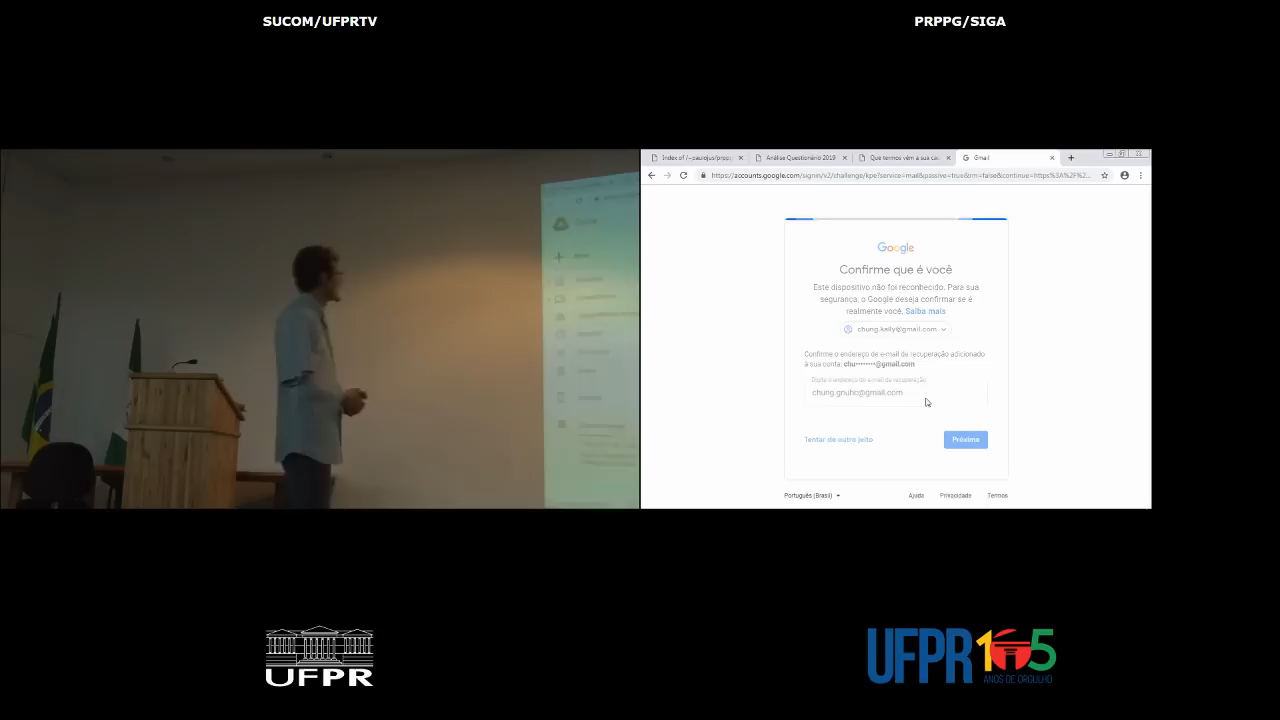 SUCOM/UFPRTV
PRPPG/SIGA
Index of /~paulojus/prpp
Análise Questionário 2019
Que termos vêm a sua ca
Gmail
https://accounts.google.com/signin/v2/challenge/kpe?service=mail&passive=true&rm=false&continue=https%3A%2F%2...
Google
Confirme que é você
Este dispositivo não foi reconhecido. Para sua
segurança, o Google deseja confirmar se é
realmente você. Saiba mais
chung.kally@gmail.com
Confirme o endereço de e-mail de recuperação adicionado
à sua conta: chu••••••••@gmail.com
Digite o endereço de e-mail de recuperação
chung.gnuhc@gmail.com
Tentar de outro jeito
Próxima
Português (Brasil)
Ajuda
Privacidade
Termos
UFPR
UFPR 105
ANOS DE ORGULHO